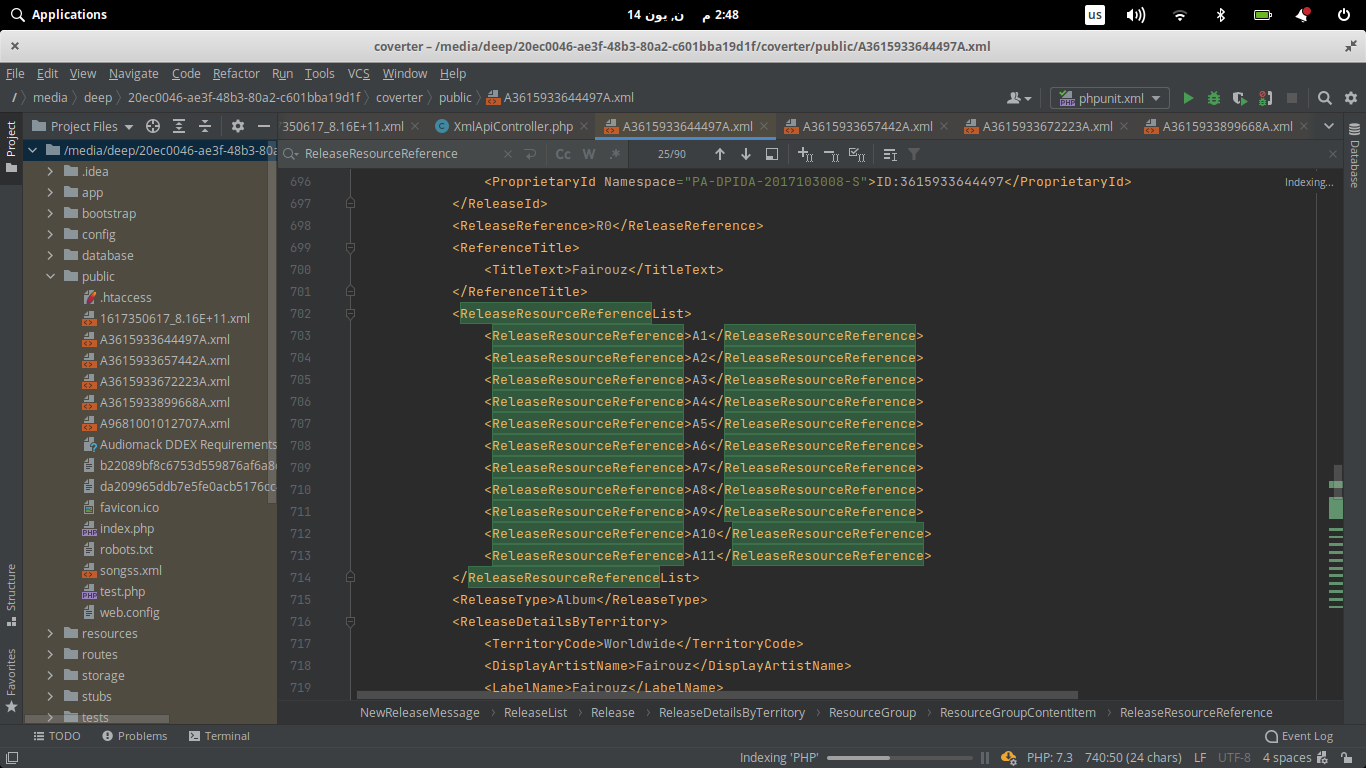 Applications
ن, يون 14   2:48 م
us
coverter – /media/deep/20ec0046-ae3f-48b3-80a2-c601bba19d1f/coverter/public/A3615933644497A.xml
File Edit View Navigate Code Refactor Run Tools VCS Window Help
/ media deep 20ec0046-ae3f-48b3-80a2-c601bba19d1f coverter public A3615933644497A.xml
phpunit.xml
Project
Project Files
350617_8.16E+11.xml XmlApiController.php A3615933644497A.xml A3615933657442A.xml A3615933672223A.xml A3615933899668A.xml
Database
/media/deep/20ec0046-ae3f-48b3-80a
ReleaseResourceReference Cc W .* 25/90
.idea
app
bootstrap
config
database
public
.htaccess
1617350617_8.16E+11.xml
A3615933644497A.xml
A3615933657442A.xml
A3615933672223A.xml
A3615933899668A.xml
A9681001012707A.xml
Audiomack DDEX Requirements
b22089bf8c6753d559876af6a8
da209965ddb7e5fe0acb5176cc
favicon.ico
index.php
robots.txt
songss.xml
test.php
web.config
resources
routes
storage
stubs
tests
Structure
Favorites
Indexing...
696 <ProprietaryId Namespace="PA-DPIDA-2017103008-S">ID:3615933644497</ProprietaryId>
697 </ReleaseId>
698 <ReleaseReference>R0</ReleaseReference>
699 <ReferenceTitle>
700 <TitleText>Fairouz</TitleText>
701 </ReferenceTitle>
702 <ReleaseResourceReferenceList>
703 <ReleaseResourceReference>A1</ReleaseResourceReference>
704 <ReleaseResourceReference>A2</ReleaseResourceReference>
705 <ReleaseResourceReference>A3</ReleaseResourceReference>
706 <ReleaseResourceReference>A4</ReleaseResourceReference>
707 <ReleaseResourceReference>A5</ReleaseResourceReference>
708 <ReleaseResourceReference>A6</ReleaseResourceReference>
709 <ReleaseResourceReference>A7</ReleaseResourceReference>
710 <ReleaseResourceReference>A8</ReleaseResourceReference>
711 <ReleaseResourceReference>A9</ReleaseResourceReference>
712 <ReleaseResourceReference>A10</ReleaseResourceReference>
713 <ReleaseResourceReference>A11</ReleaseResourceReference>
714 </ReleaseResourceReferenceList>
715 <ReleaseType>Album</ReleaseType>
716 <ReleaseDetailsByTerritory>
717 <TerritoryCode>Worldwide</TerritoryCode>
718 <DisplayArtistName>Fairouz</DisplayArtistName>
719 <LabelName>Fairouz</LabelName>
NewReleaseMessage ReleaseList Release ReleaseDetailsByTerritory ResourceGroup ResourceGroupContentItem ReleaseResourceReference
TODO Problems Terminal Event Log
Indexing 'PHP' PHP: 7.3 740:50 (24 chars) LF UTF-8 4 spaces